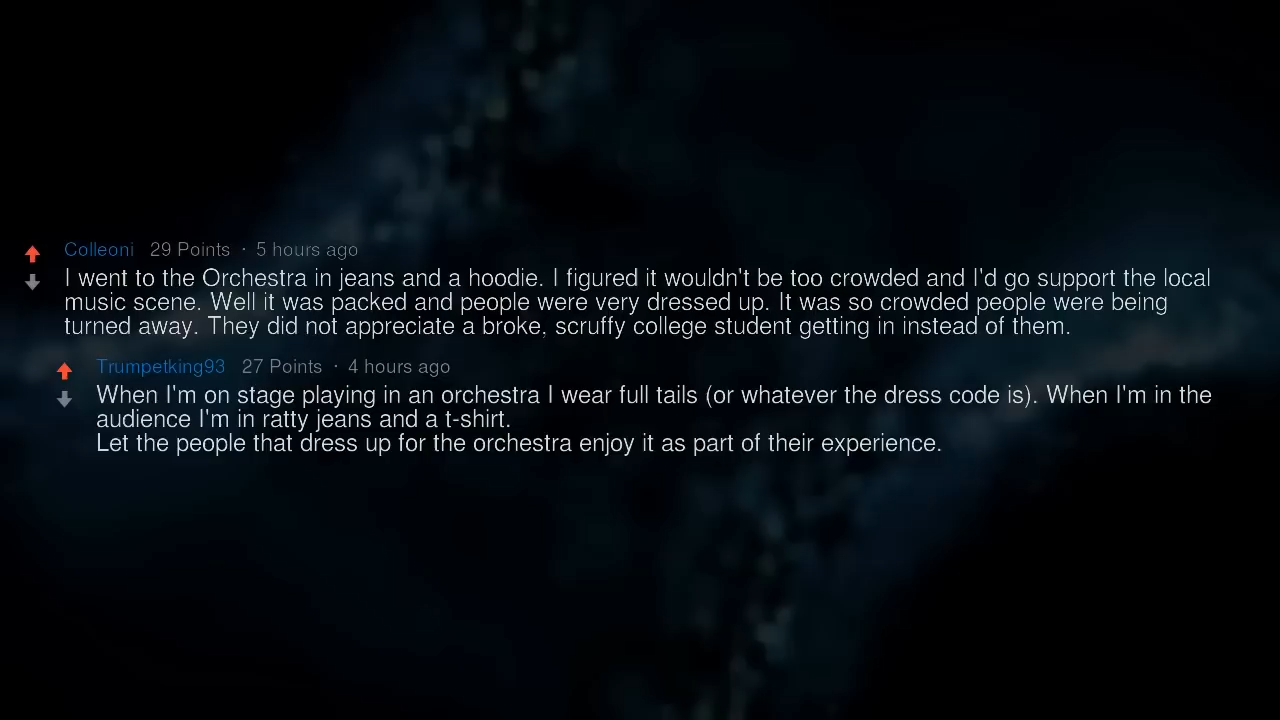 Colleoni 29 Points · 5 hours ago
I went to the Orchestra in jeans and a hoodie. I figured it wouldn't be too crowded and I'd go support the local
music scene. Well it was packed and people were very dressed up. It was so crowded people were being
turned away. They did not appreciate a broke, scruffy college student getting in instead of them.
Trumpetking93 27 Points · 4 hours ago
When I'm on stage playing in an orchestra I wear full tails (or whatever the dress code is). When I'm in the
audience I'm in ratty jeans and a t-shirt.
Let the people that dress up for the orchestra enjoy it as part of their experience.